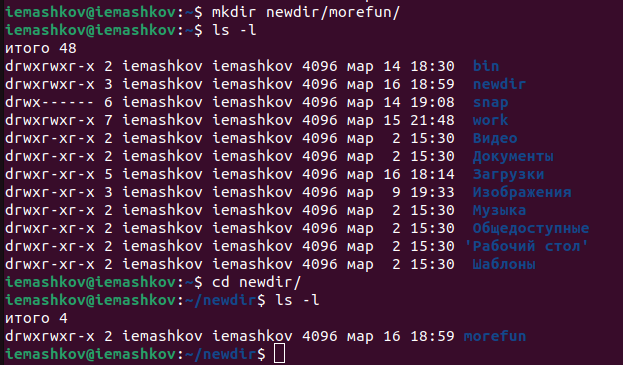 iemashkov@iemashkov:~$ mkdir newdir/morefun/
iemashkov@iemashkov:~$ ls -l
итого 48
drwxrwxr-x 2 iemashkov iemashkov 4096 мар 14 18:30  bin
drwxrwxr-x 3 iemashkov iemashkov 4096 мар 16 18:59  newdir
drwx------ 6 iemashkov iemashkov 4096 мар 14 19:08  snap
drwxrwxr-x 7 iemashkov iemashkov 4096 мар 15 21:48  work
drwxr-xr-x 2 iemashkov iemashkov 4096 мар  2 15:30  Видео
drwxr-xr-x 2 iemashkov iemashkov 4096 мар  2 15:30  Документы
drwxr-xr-x 5 iemashkov iemashkov 4096 мар 16 18:14  Загрузки
drwxr-xr-x 3 iemashkov iemashkov 4096 мар  9 19:33  Изображения
drwxr-xr-x 2 iemashkov iemashkov 4096 мар  2 15:30  Музыка
drwxr-xr-x 2 iemashkov iemashkov 4096 мар  2 15:30  Общедоступные
drwxr-xr-x 2 iemashkov iemashkov 4096 мар  2 15:30 'Рабочий стол'
drwxr-xr-x 2 iemashkov iemashkov 4096 мар  2 15:30  Шаблоны
iemashkov@iemashkov:~$ cd newdir/
iemashkov@iemashkov:~/newdir$ ls -l
итого 4
drwxrwxr-x 2 iemashkov iemashkov 4096 мар 16 18:59 morefun
iemashkov@iemashkov:~/newdir$